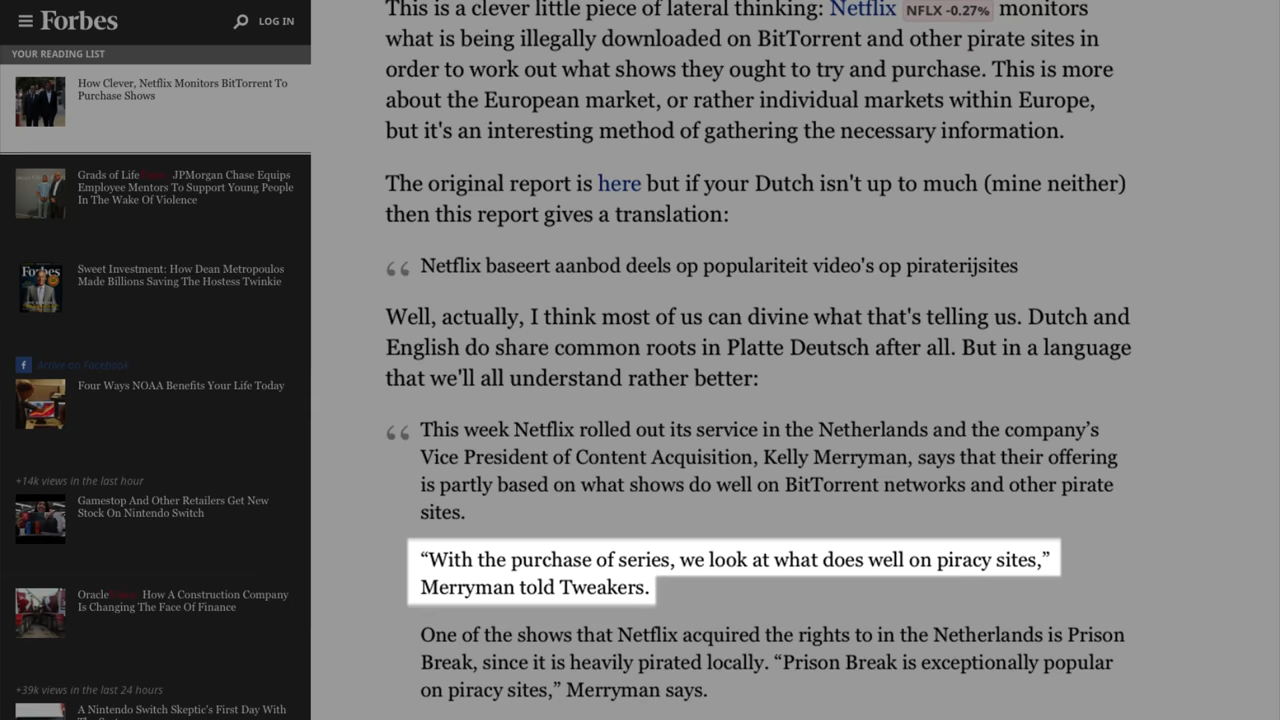 Forbes
LOG IN
YOUR READING LIST
How Clever, Netflix Monitors BitTorrent To
Purchase Shows
Grads of Life JPMorgan Chase Equips
Employee Mentors To Support Young People
In The Wake Of Violence
Forbes
Sweet Investment: How Dean Metropoulos
Made Billions Saving The Hostess Twinkie
f Active on Facebook
Four Ways NOAA Benefits Your Life Today
+14k views in the last hour
Gamestop And Other Retailers Get New
Stock On Nintendo Switch
Oracle How A Construction Company
Is Changing The Face Of Finance
+39k views in the last 24 hours
A Nintendo Switch Skeptic's First Day With
This is a clever little piece of lateral thinking: Netflix NFLX -0.27% monitors
what is being illegally downloaded on BitTorrent and other pirate sites in
order to work out what shows they ought to try and purchase. This is more
about the European market, or rather individual markets within Europe,
but it's an interesting method of gathering the necessary information.
The original report is here but if your Dutch isn't up to much (mine neither)
then this report gives a translation:
“ Netflix baseert aanbod deels op populariteit video's op piraterijsites
Well, actually, I think most of us can divine what that's telling us. Dutch and
English do share common roots in Platte Deutsch after all. But in a language
that we'll all understand rather better:
“ This week Netflix rolled out its service in the Netherlands and the company’s
Vice President of Content Acquisition, Kelly Merryman, says that their offering
is partly based on what shows do well on BitTorrent networks and other pirate
sites.
“With the purchase of series, we look at what does well on piracy sites,”
Merryman told Tweakers.
One of the shows that Netflix acquired the rights to in the Netherlands is Prison
Break, since it is heavily pirated locally. “Prison Break is exceptionally popular
on piracy sites,” Merryman says.